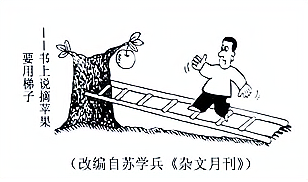 ——书上说摘苹果
要用梯子
（改编自苏学兵《杂文月刊》）